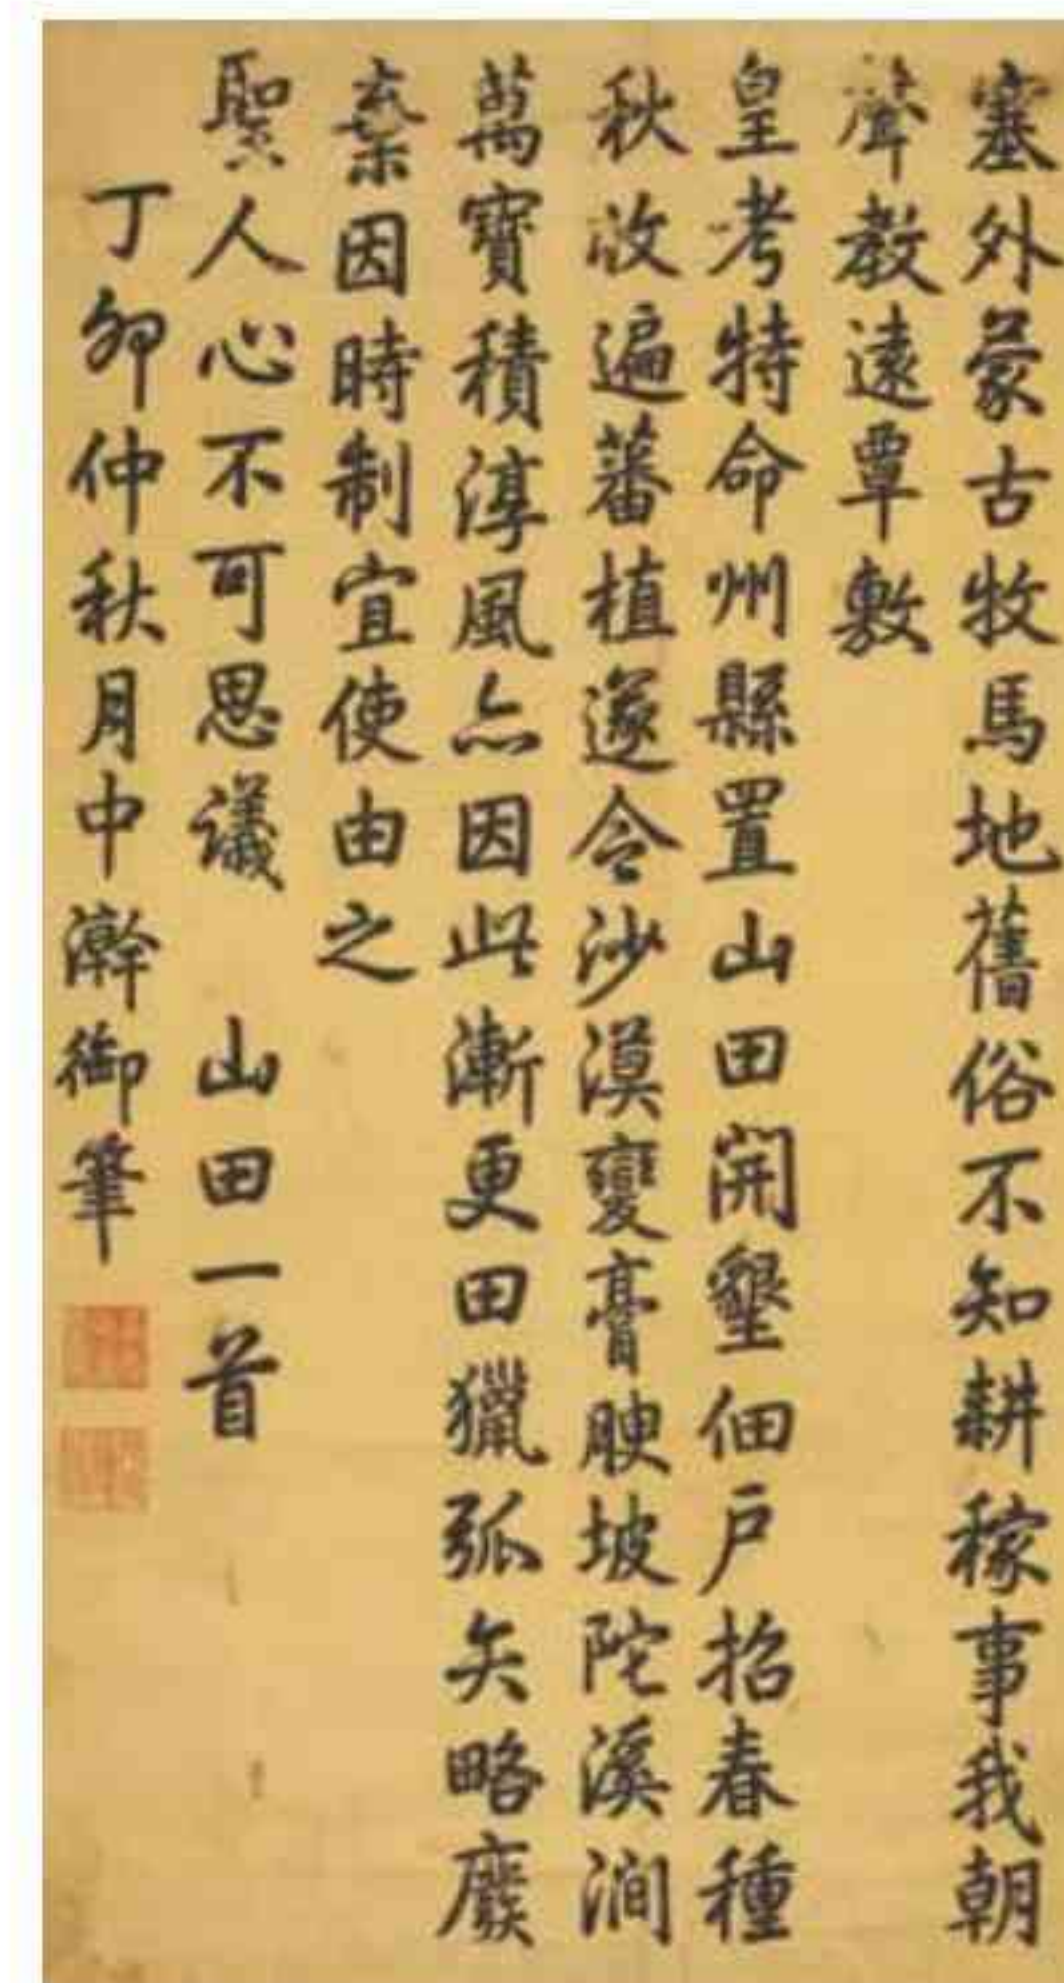 塞外蒙古牧馬地舊俗不知耕稼事我朝
聲教遠覃敷
皇考特命州縣置山田開墾佃戶招春種
秋收遍蕃植遂令沙漠變膏腴坡陀溪澗
萬寶積淳風亦因此漸更田獵弧矢略廢
棄因時制宜使由之
聖人心不可思議 山田一首
丁卯仲秋月中澣御筆